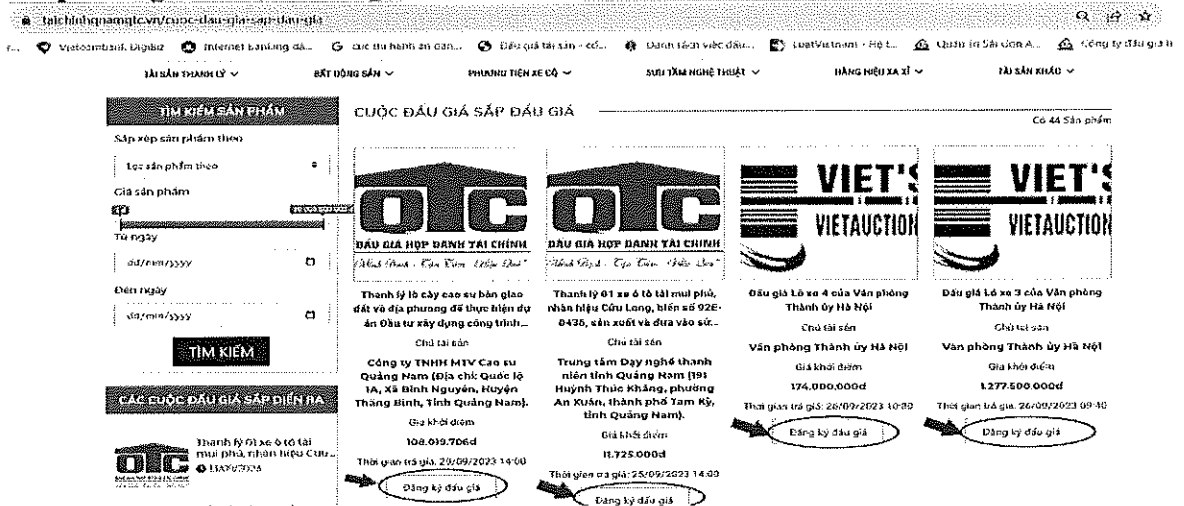 taichinhqnamqtc.vn/cuoc-dau-gia-sap-dau-gia
Vietcombank DigiBiz
Internet Banking dà...
cục thi hành án dân...
Đấu giá tài sản - cổ...
Danh sách việc đấu...
LuatVietnam - Hệ t...
Quán In Sài Gòn A...
Công ty đấu giá h
TÀI SẢN THANH LÝ
BẤT ĐỘNG SẢN
PHƯƠNG TIỆN XE CỘ
SƯU TẦM NGHỆ THUẬT
HÀNG HIỆU XA XỈ
TÀI SẢN KHÁC
TÌM KIẾM SẢN PHẨM
Sắp xếp sản phẩm theo
Lọc sản phẩm theo
Giá sản phẩm
Từ ngày
dd/mm/yyyy
Đến ngày
dd/mm/yyyy
TÌM KIẾM
CÁC CUỘC ĐẤU GIÁ SẮP DIỄN RA
Thanh lý 01 xe ô tô tải
mui phủ, nhãn hiệu Cửu...
CUỘC ĐẤU GIÁ SẮP ĐẤU GIÁ
Có 44 Sản phẩm
QTC
ĐẤU GIÁ HỢP DANH TÀI CHÍNH
Thanh lý lô cây cao su bàn giao
đất về địa phương để thực hiện dự
án Đầu tư xây dựng công trình...
Chủ tài sản
Công ty TNHH MTV Cao su
Quảng Nam (Địa chỉ: Quốc lộ
1A, Xã Bình Nguyên, Huyện
Thăng Bình, Tỉnh Quảng Nam).
Giá khởi điểm
108.019.706đ
Thời gian trả giá: 29/09/2023 14:00
Đăng ký đấu giá
QTC
ĐẤU GIÁ HỢP DANH TÀI CHÍNH
Thanh lý 01 xe ô tô tải mui phủ,
nhãn hiệu Cửu Long, biển số 92E-
0435, sản xuất và đưa vào sử...
Chủ tài sản
Trung tâm Dạy nghề thanh
niên tỉnh Quảng Nam (191
Huỳnh Thúc Kháng, phường
An Xuân, thành phố Tam Kỳ,
tỉnh Quảng Nam).
Giá khởi điểm
11.725.000đ
Thời gian trả giá: 25/09/2023 14:00
Đăng ký đấu giá
VIET'S
VIETAUCTION
Đấu giá Lô xe 4 của Văn phòng
Thành ủy Hà Nội
Chủ tài sản
Văn phòng Thành ủy Hà Nội
Giá khởi điểm
174.000.000đ
Thời gian trả giá: 26/09/2023 10:00
Đăng ký đấu giá
VIET'S
VIETAUCTION
Đấu giá Lô xe 3 của Văn phòng
Thành ủy Hà Nội
Chủ tài sản
Văn phòng Thành ủy Hà Nội
Giá khởi điểm
1.277.500.000đ
Thời gian trả giá: 26/09/2023 09:40
Đăng ký đấu giá